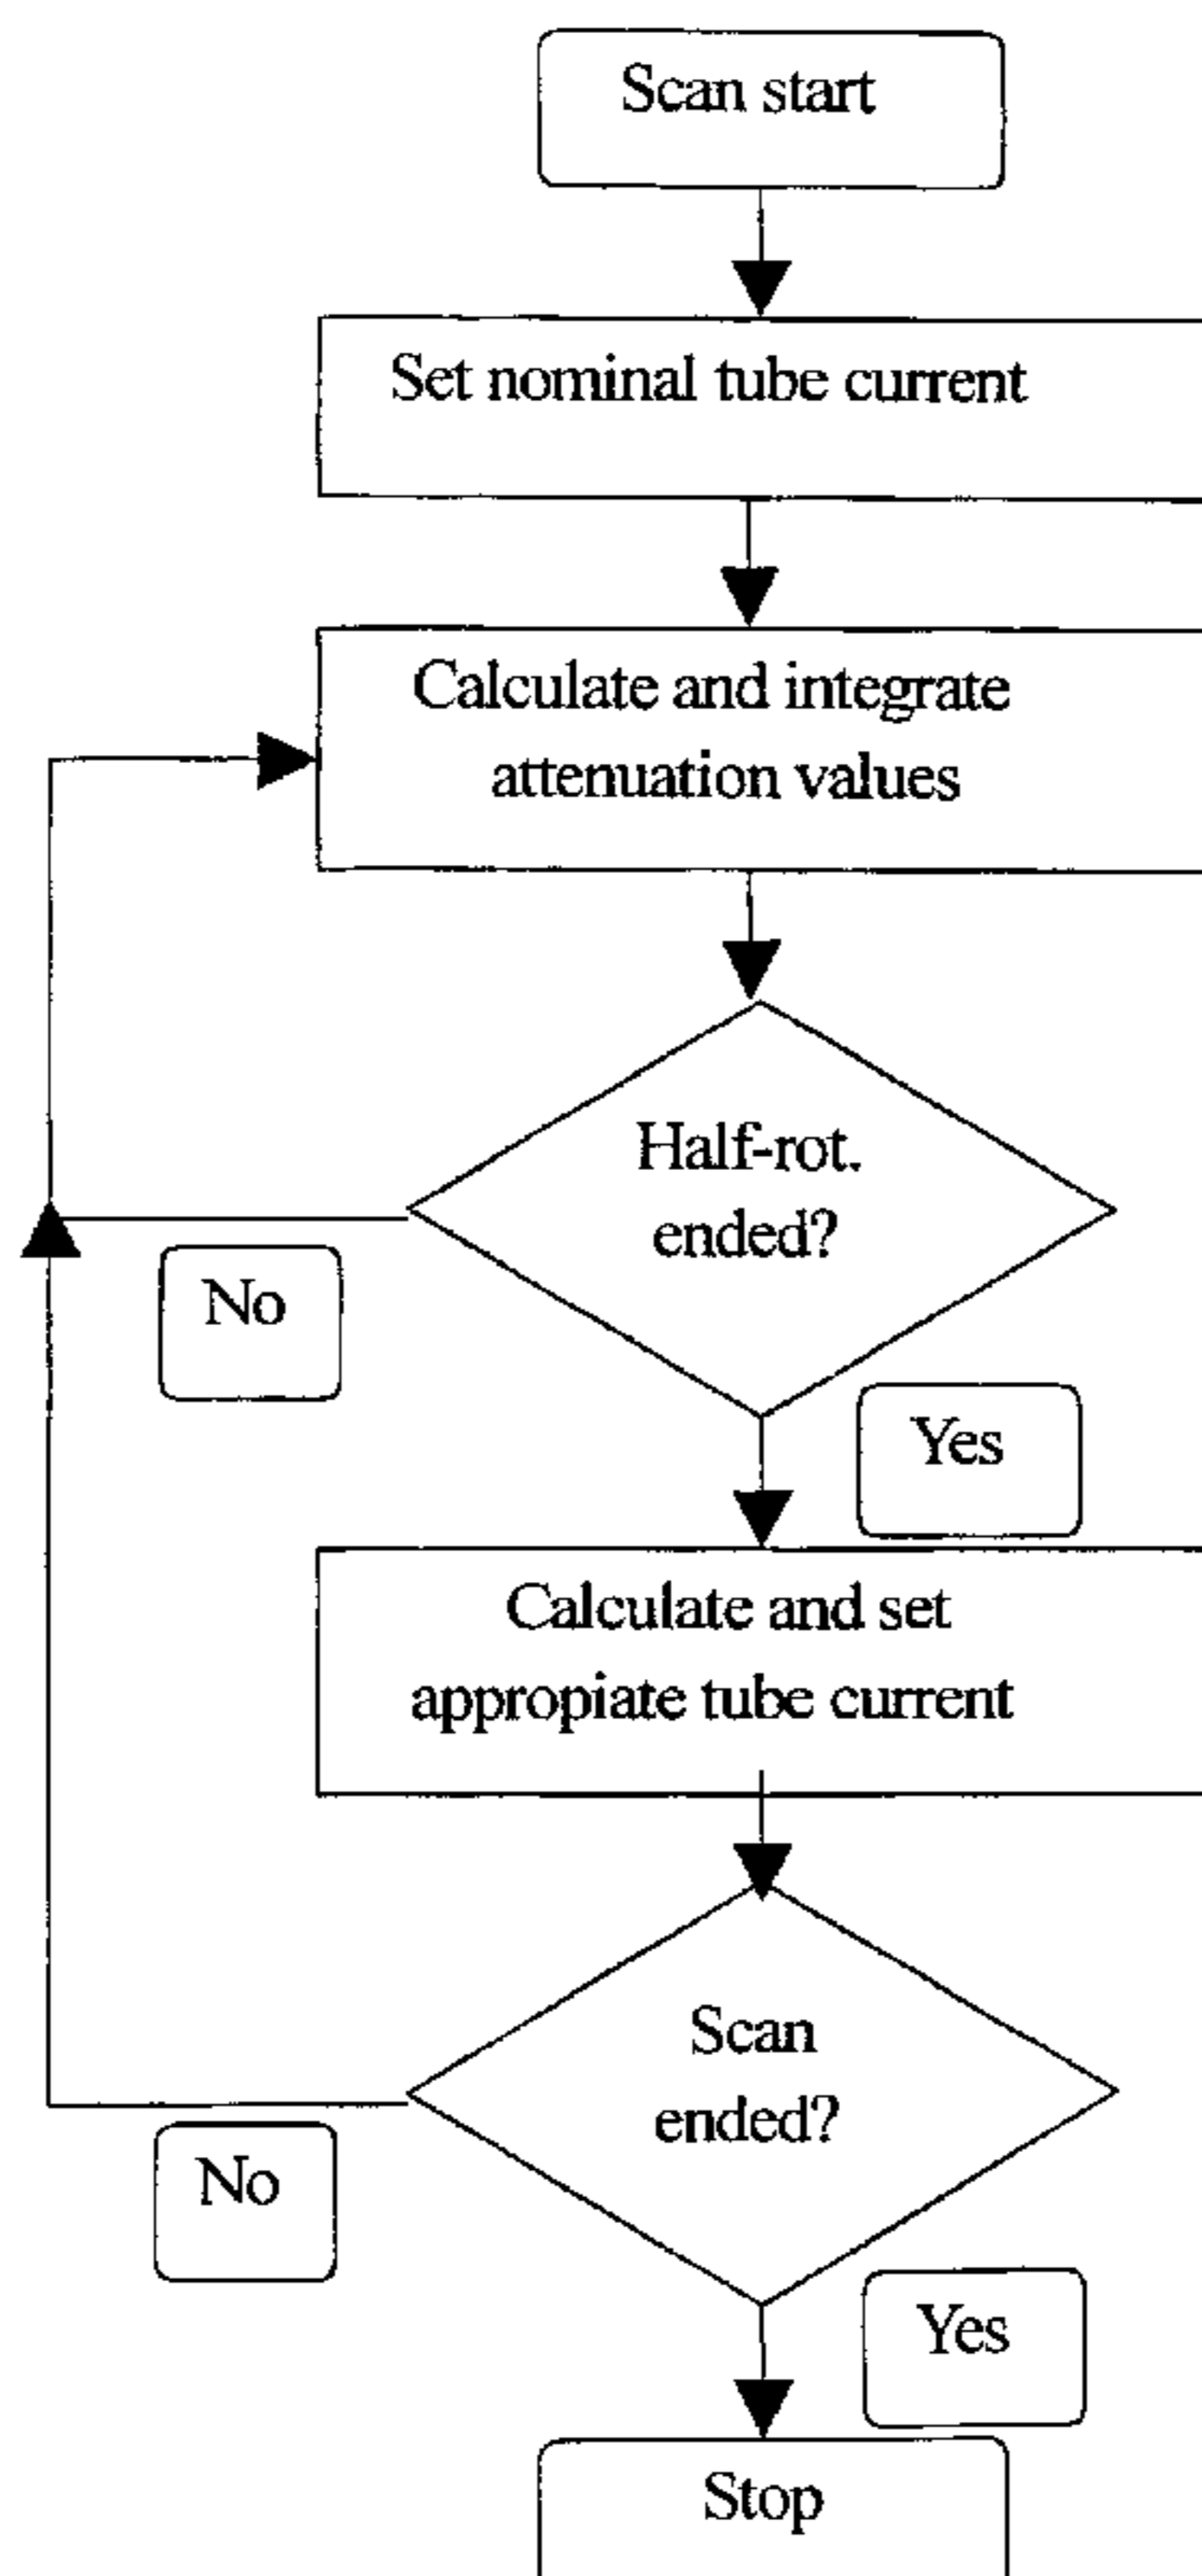 Scan start
Set nominal tube current
Calculate and integrate
attenuation values
Half-rot.
ended?
No
Yes
Calculate and set
appropiate tube current
Scan
ended?
No
Yes
Stop